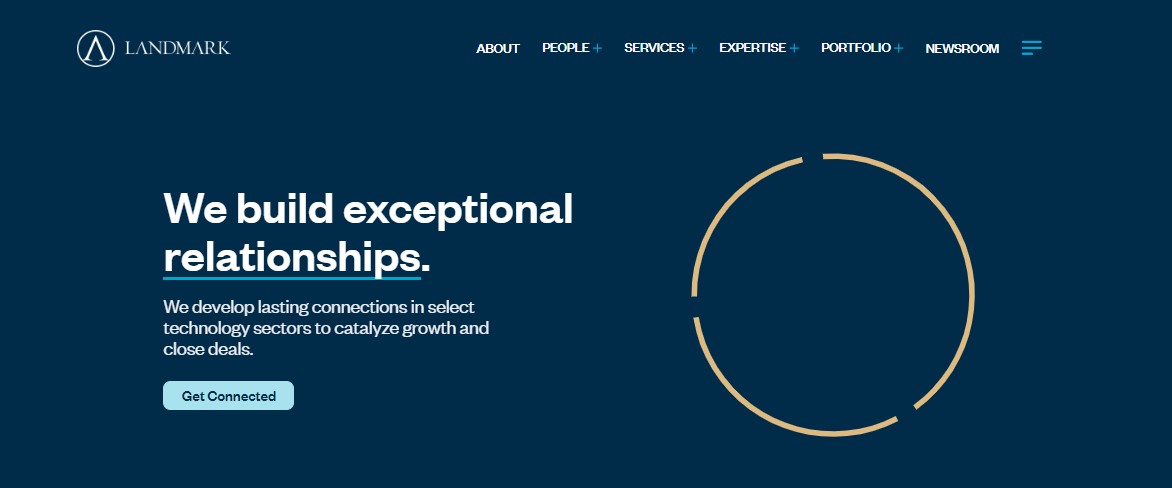 LANDMARK
ABOUT PEOPLE + SERVICES + EXPERTISE + PORTFOLIO + NEWSROOM
We build exceptional
relationships.
We develop lasting connections in select
technology sectors to catalyze growth and
close deals.
Get Connected